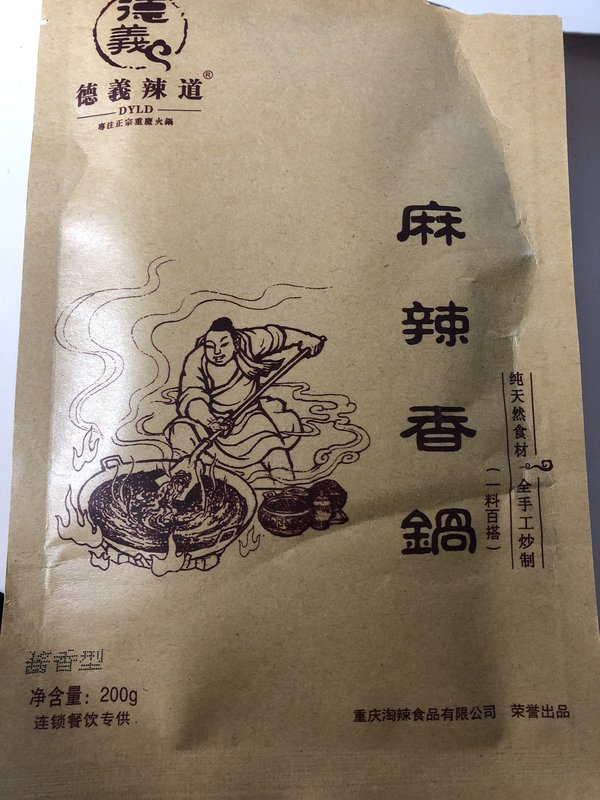 德義
德義辣道®
DYLD
專注正宗重慶火鍋
麻辣香鍋
(一料百搭)
纯天然食材
全手工炒制
酱香型
净含量：200g
连锁餐饮专供
重庆淘辣食品有限公司 荣誉出品